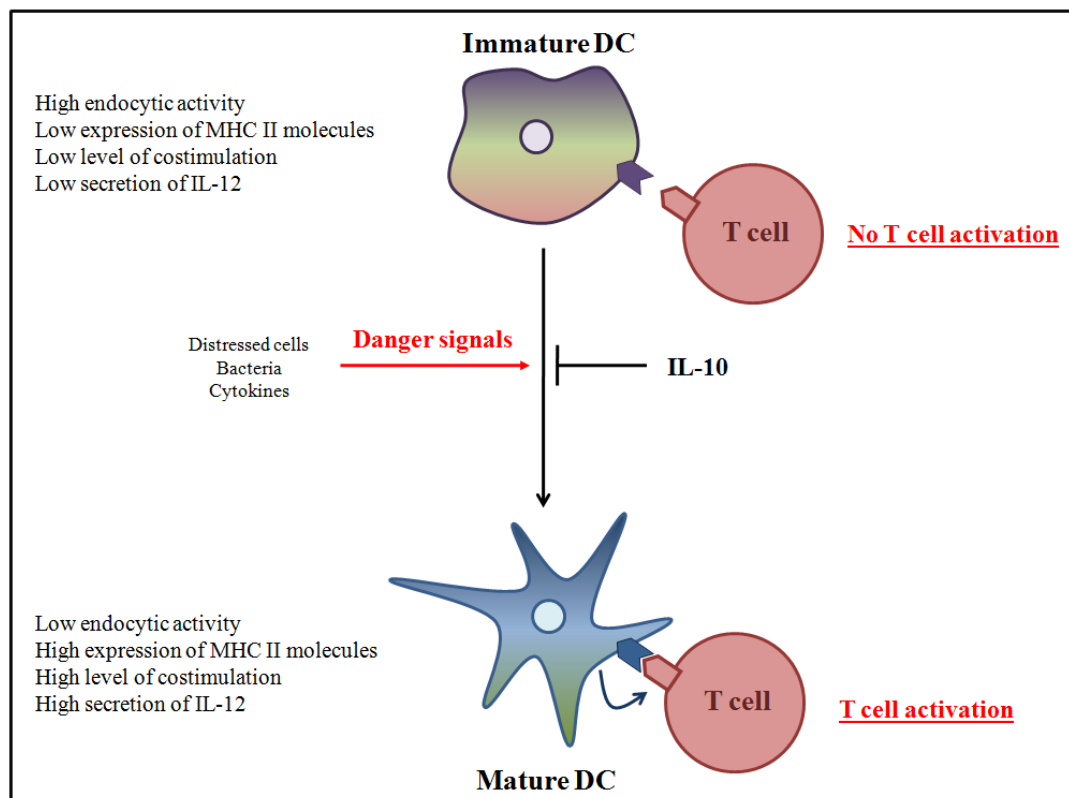 Immature DC
High endocytic activity
Low expression of MHC II molecules
Low level of costimulation
Low secretion of IL-12
T cell
No T cell activation
Distressed cells
Bacteria
Cytokines
Danger signals
IL-10
Low endocytic activity
High expression of MHC II molecules
High level of costimulation
High secretion of IL-12
T cell
T cell activation
Mature DC